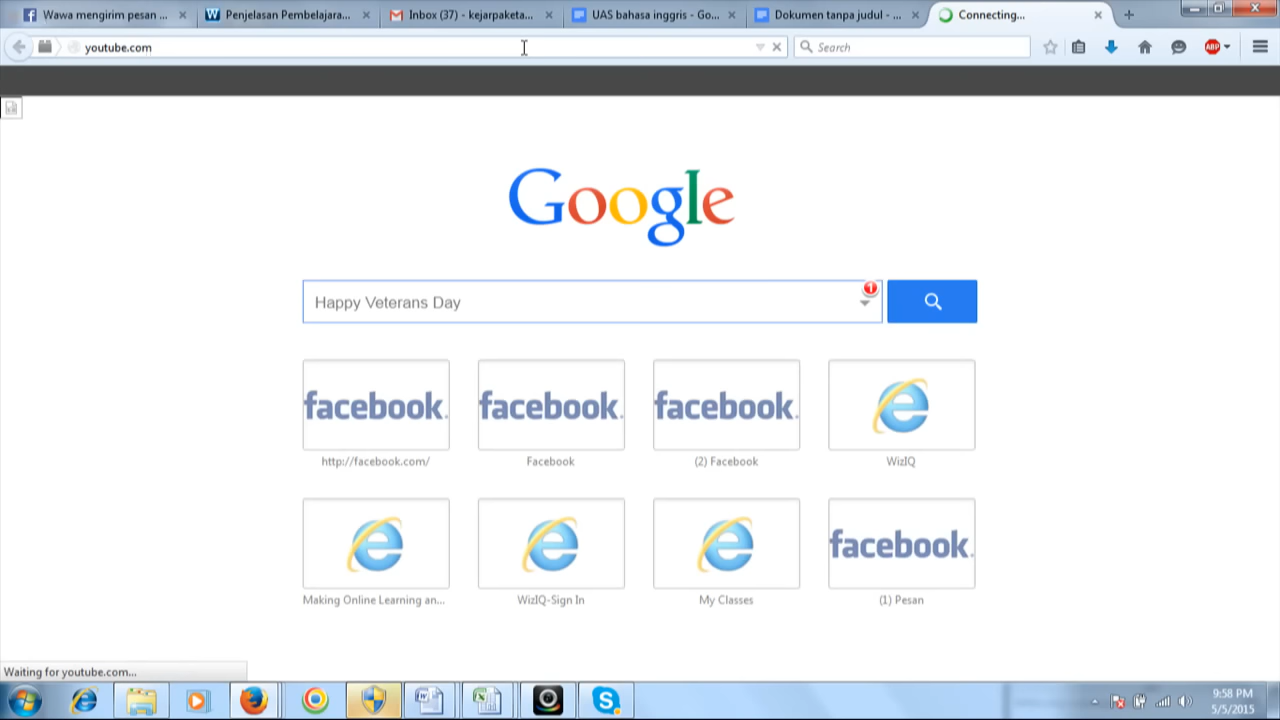 Wawa mengirim pesan ...
Penjelasan Pembelajara...
Inbox (37) - kejarpaketa...
UAS bahasa inggris - Go...
Dokumen tanpa judul - ...
Connecting...
youtube.com
Search
ABP
Google
Happy Veterans Day
1
facebook.
facebook.
facebook.
http://facebook.com/
Facebook
(2) Facebook
WizIQ
facebook.
Making Online Learning an...
WizIQ-Sign In
My Classes
(1) Pesan
Waiting for youtube.com...
9:58 PM
5/5/2015